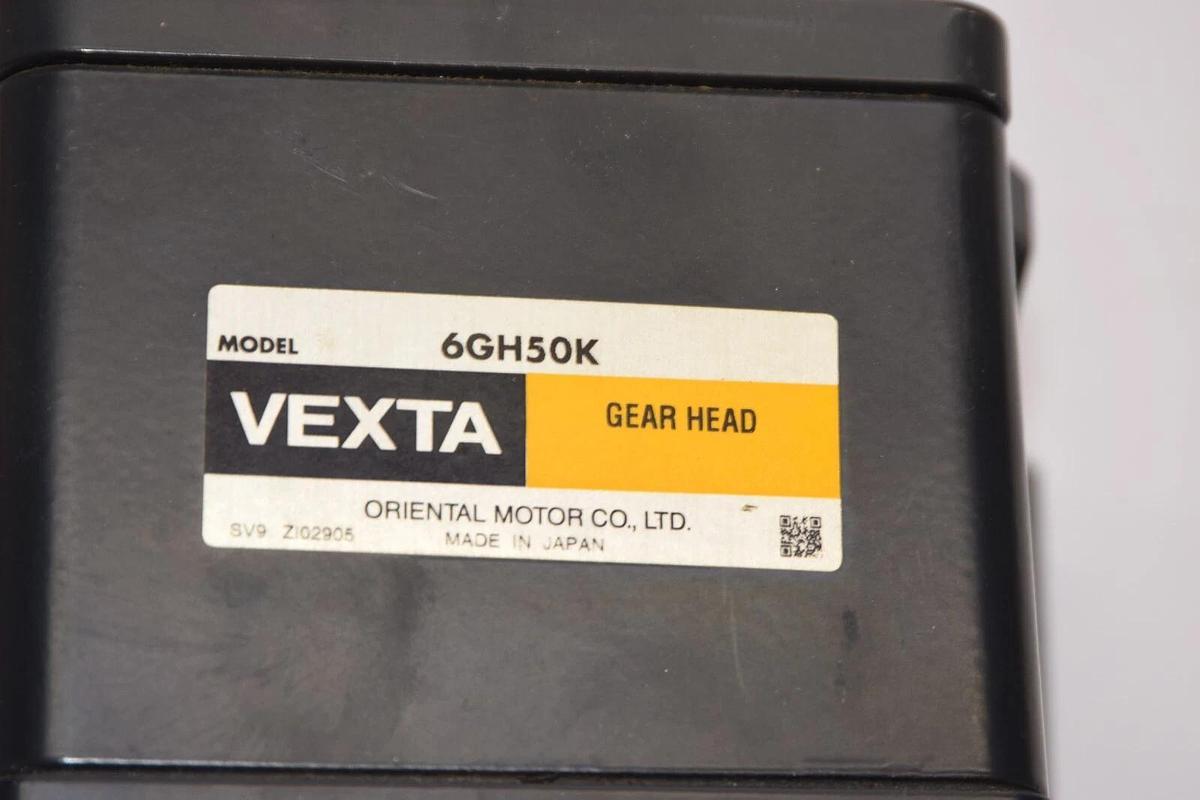 MODEL 6GH50K
VEXTA GEAR HEAD
ORIENTAL MOTOR CO., LTD.
SV9 ZI02905 MADE IN JAPAN